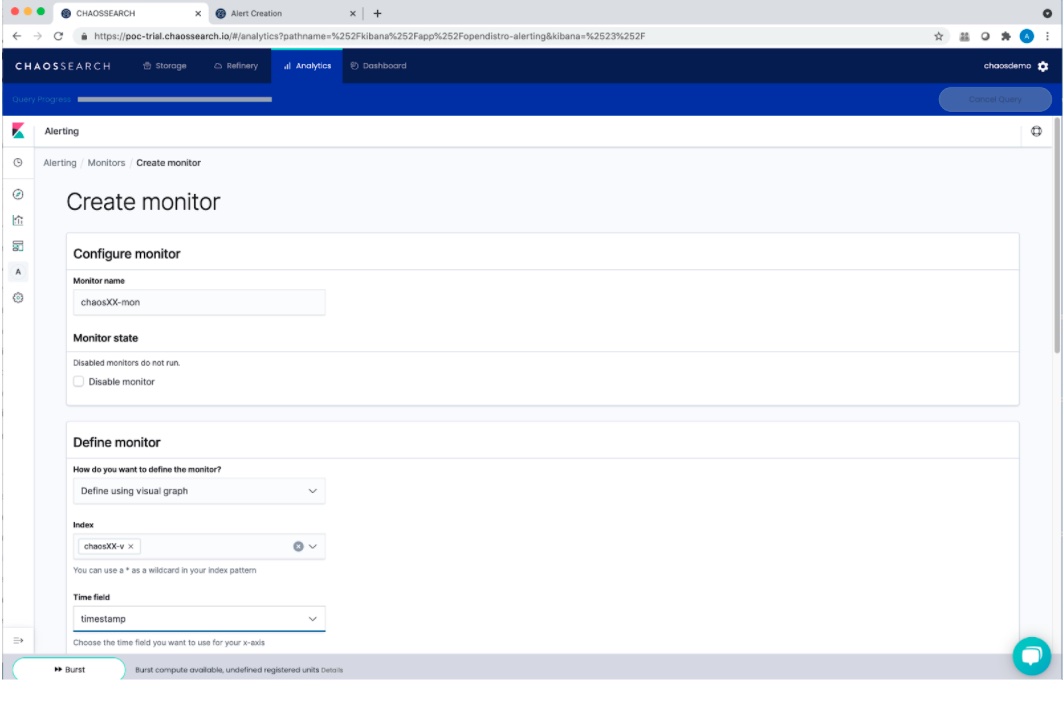 CHAOSSEARCH
Alert Creation
https://poc-trial.chaossearch.io/#/analytics?pathname=%252Fkibana%252Fapp%252Fopendistro-alerting&kibana=%2523%252F
CHAOSSEARCH Storage Refinery Analytics Dashboard chaosdemo
Query Progress Cancel Query
Alerting
Alerting / Monitors / Create monitor
Create monitor
Configure monitor
Monitor name
chaosXX-mon
Monitor state
Disabled monitors do not run.
Disable monitor
Define monitor
How do you want to define the monitor?
Define using visual graph
Index
chaosXX-v ×
You can use a * as a wildcard in your index pattern
Time field
timestamp
Choose the time field you want to use for your x-axis
Burst Burst compute available, undefined registered units Details